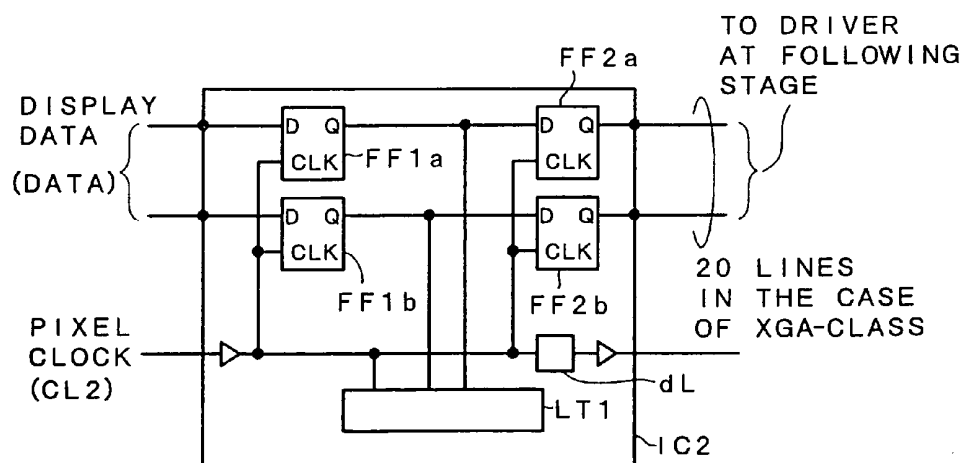 TO DRIVER
AT FOLLOWING
STAGE
FF2a
DISPLAY
DATA
(DATA)
D Q
CLK
FF1a
D Q
CLK
D Q
CLK
FF1b
D Q
CLK
FF2b
20 LINES
IN THE CASE
OF XGA-CLASS
PIXEL
CLOCK
(CL2)
dL
LT1
IC2